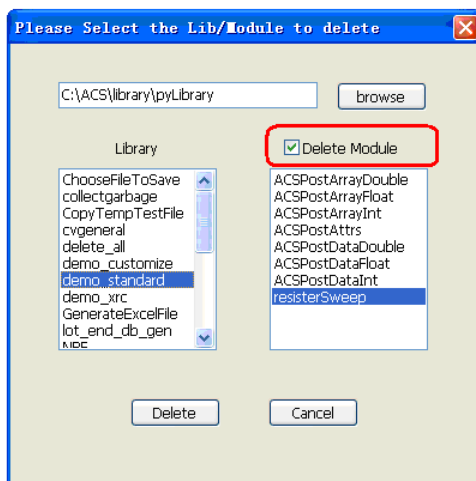 Please Select the Lib/Module to delete
C:\ACS\library\pyLibrary
browse
Library
Delete Module
ChooseFileToSave
collectgarbage
CopyTempTestFile
cvgeneral
delete_all
demo_customize
demo_standard
demo_xrc
GenerateExcelFile
lot_end_db_gen
ACSPostArrayDouble
ACSPostArrayFloat
ACSPostArrayInt
ACSPostAttrs
ACSPostDataDouble
ACSPostDataFloat
ACSPostDataInt
resisterSweep
Delete
Cancel